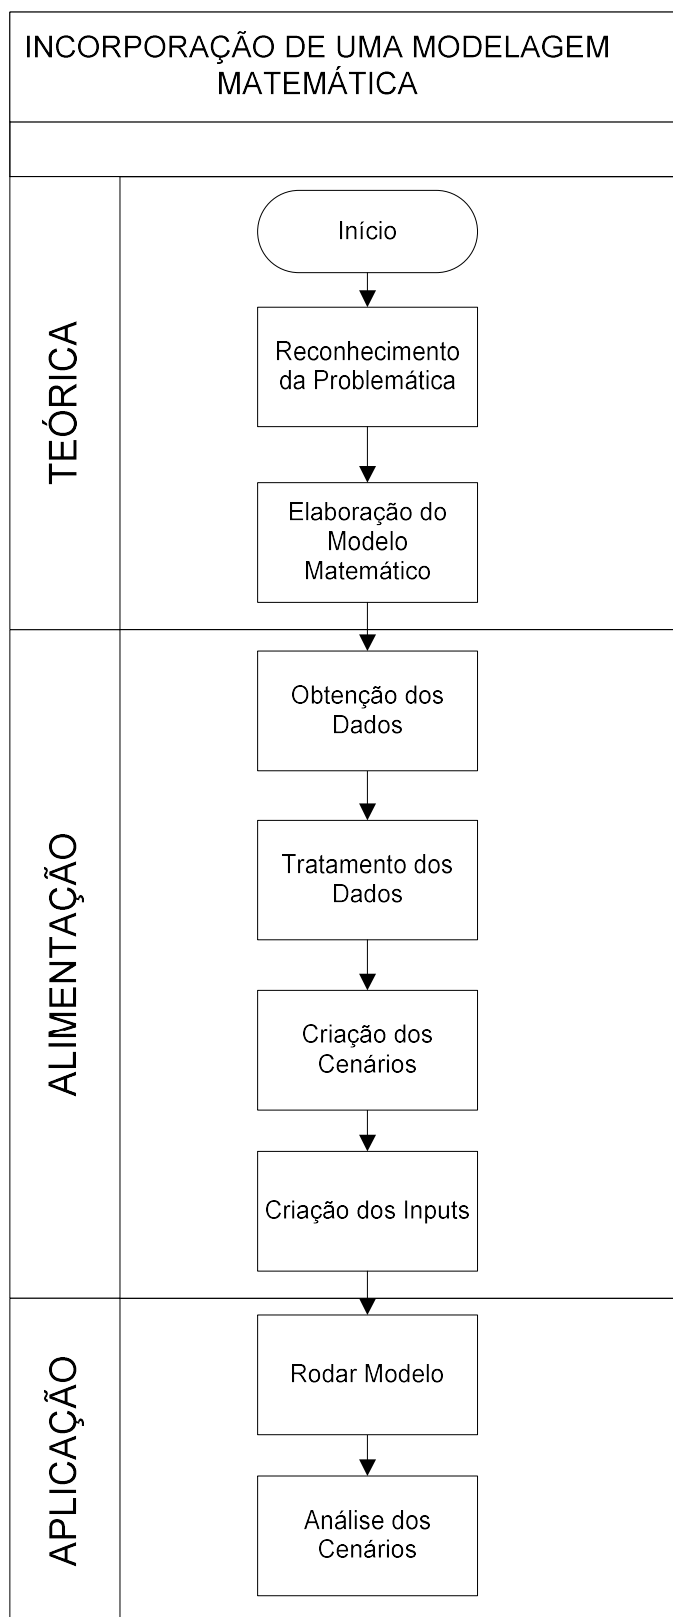 INCORPORAÇÃO DE UMA MODELAGEM
MATEMÁTICA
TEÓRICA
Início
Reconhecimento
da Problemática
Elaboração do
Modelo
Matemático
ALIMENTAÇÃO
Obtenção dos
Dados
Tratamento dos
Dados
Criação dos
Cenários
Criação dos Inputs
APLICAÇÃO
Rodar Modelo
Análise dos
Cenários